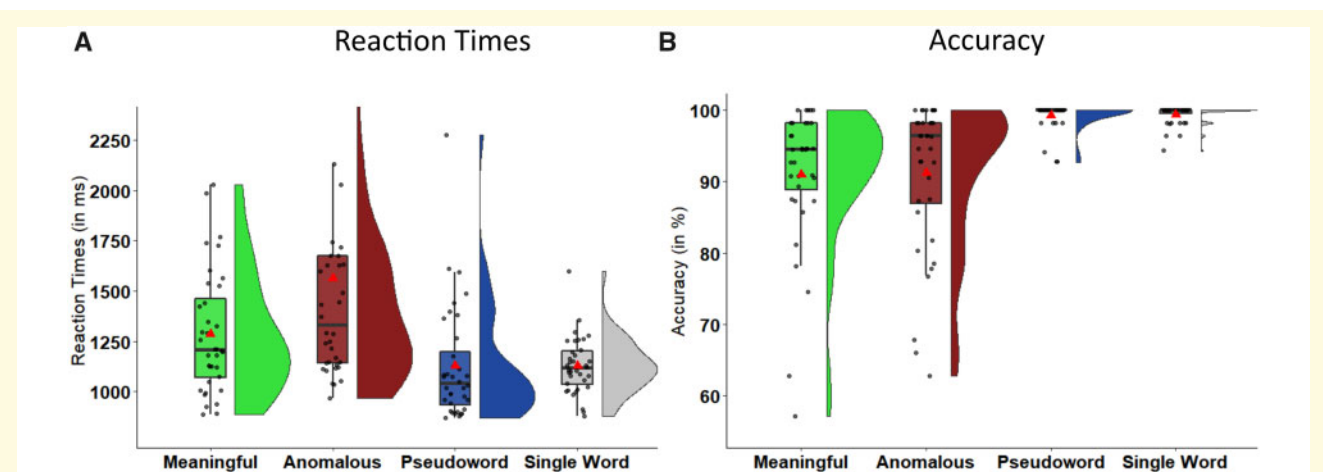 A Reaction Times
B Accuracy
Reaction Times (in ms)
2250
2000
1750
1500
1250
1000
Meaningful Anomalous Pseudoword Single Word
Accuracy (in %)
100
90
80
70
60
Meaningful Anomalous Pseudoword Single Word